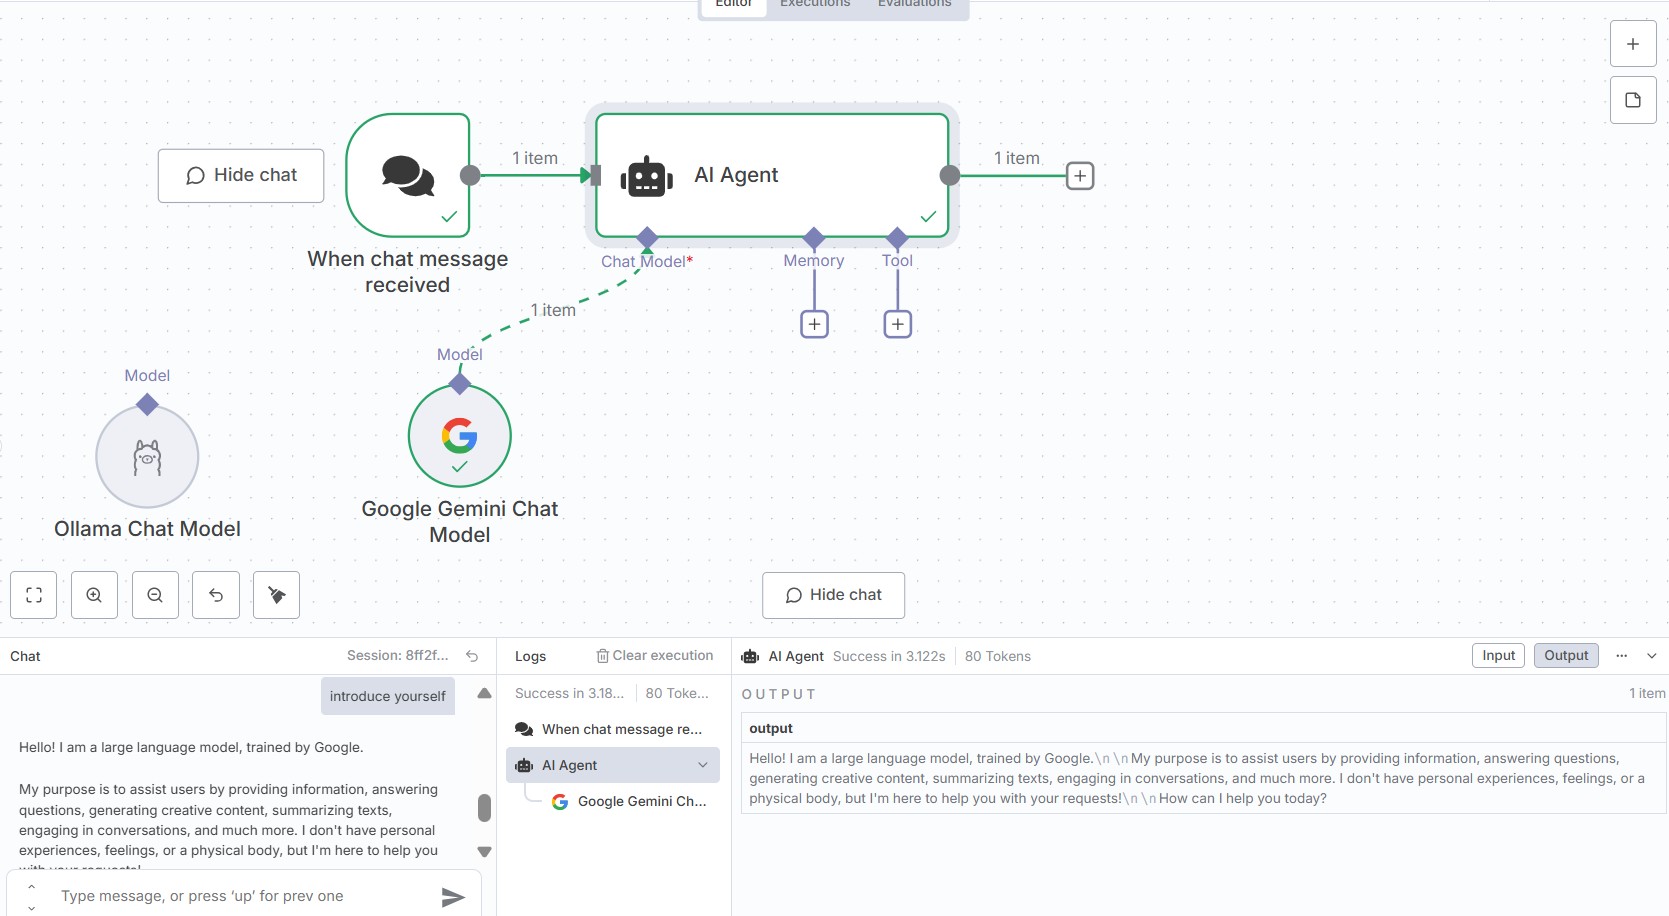 Editor
Executions
Evaluations
Hide chat
1 item
AI Agent
1 item
When chat message
received
Chat Model*
Memory
Tool
1 item
Model
Model
Ollama Chat Model
Google Gemini Chat
Model
Hide chat
Chat
Session: 8ff2f...
Logs
Clear execution
AI Agent
Success in 3.122s
80 Tokens
Input
Output
introduce yourself
Success in 3.18...
80 Toke...
OUTPUT
1 item
When chat message re...
output
Hello! I am a large language model, trained by Google.
AI Agent
Hello! I am a large language model, trained by Google.\n\nMy purpose is to assist users by providing information, answering questions,
generating creative content, summarizing texts, engaging in conversations, and much more. I don't have personal experiences, feelings, or a
physical body, but I'm here to help you with your requests!\n\nHow can I help you today?
My purpose is to assist users by providing information, answering
questions, generating creative content, summarizing texts,
engaging in conversations, and much more. I don't have personal
experiences, feelings, or a physical body, but I'm here to help you
with your requests!
Google Gemini Ch...
Type message, or press ‘up’ for prev one